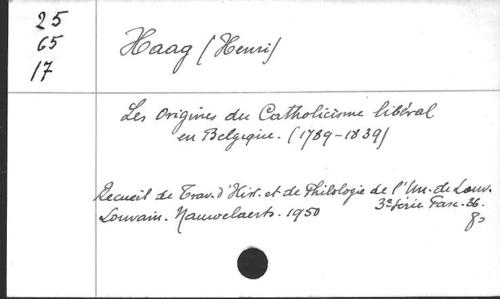 25
65
17
Haag (Henri)
Les Origines du Catholicisme libéral
en Belgique. (1789-1839)
Recueil de Trav. d'Hist. et de Philologie de l'Un. de Louv.
Louvain. Nauwelaerts. 1950 3e série Fasc. 36.
8o